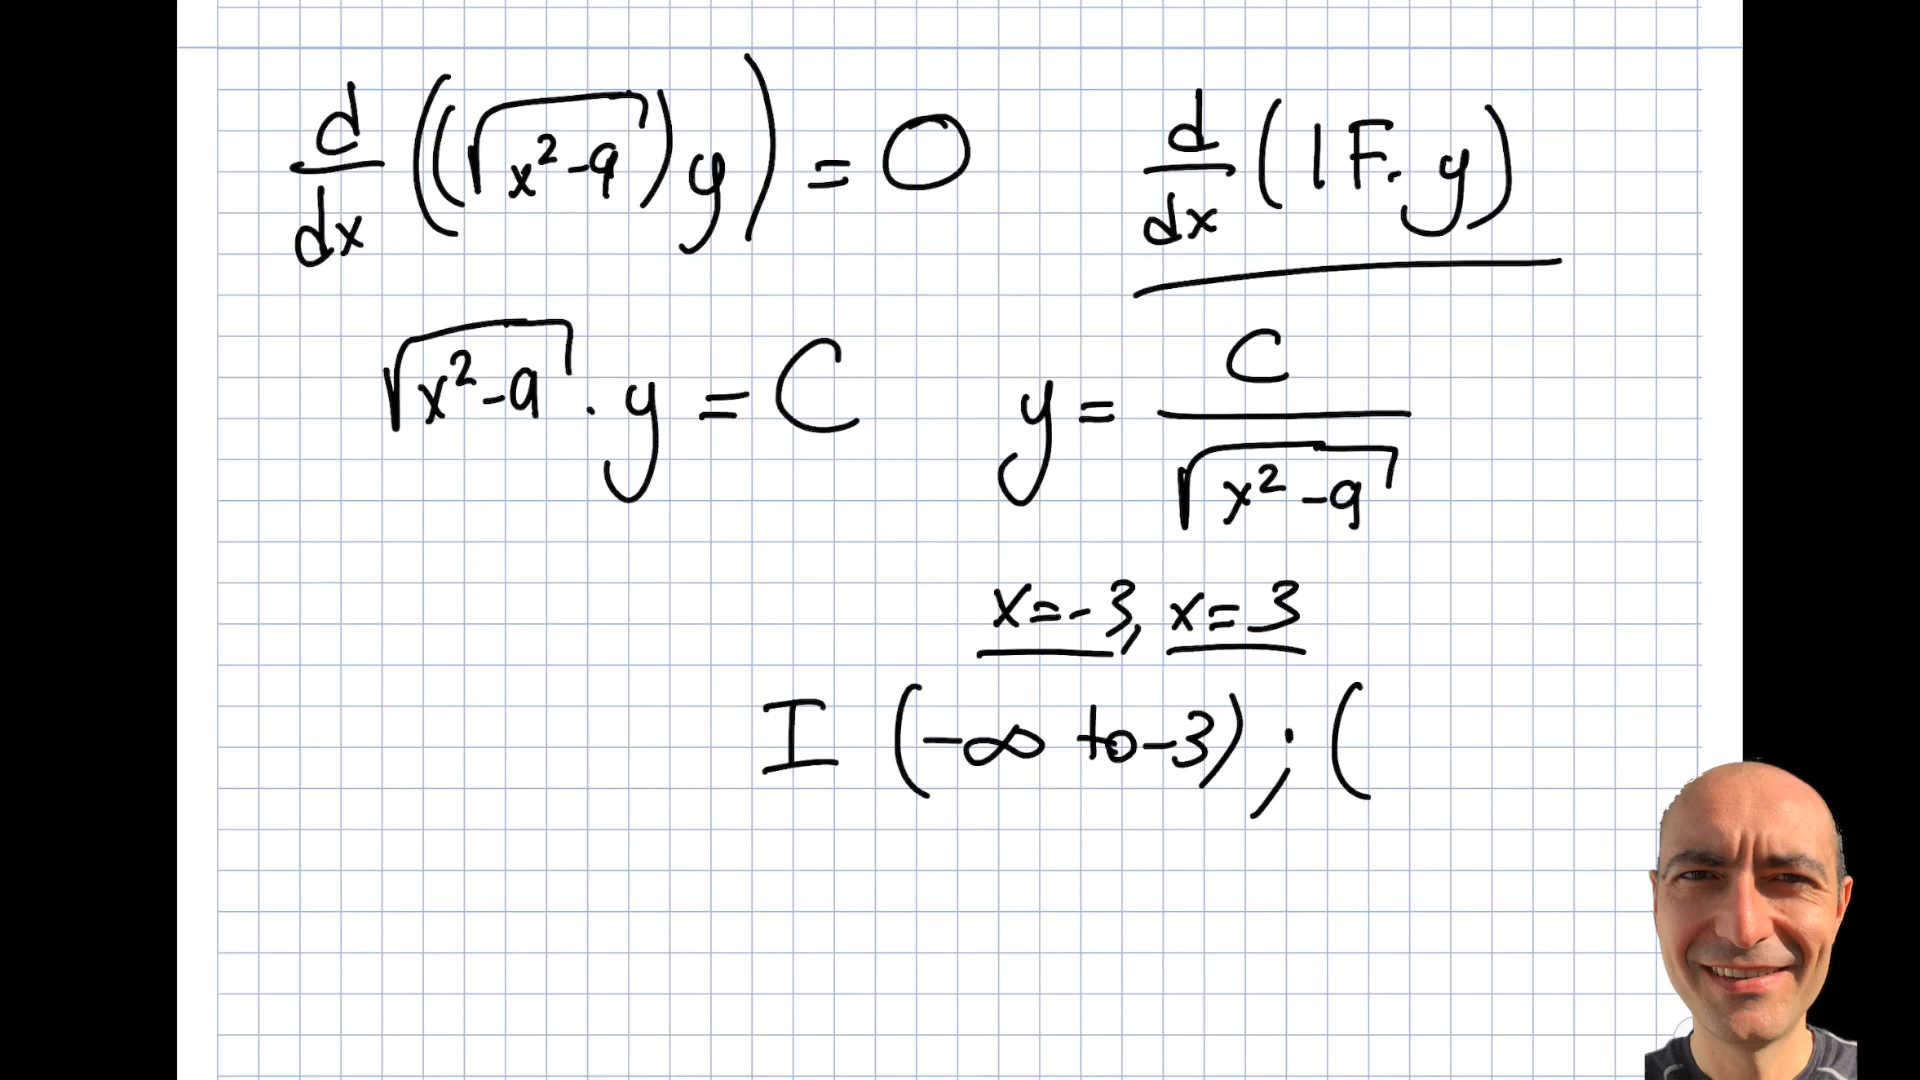 d/dx ((√(x²-9)) y) = 0
d/dx (IF. y)
√(x²-9) . y = C
y = C/√(x²-9)
x=-3, x=3
I (-∞ to -3) ; (